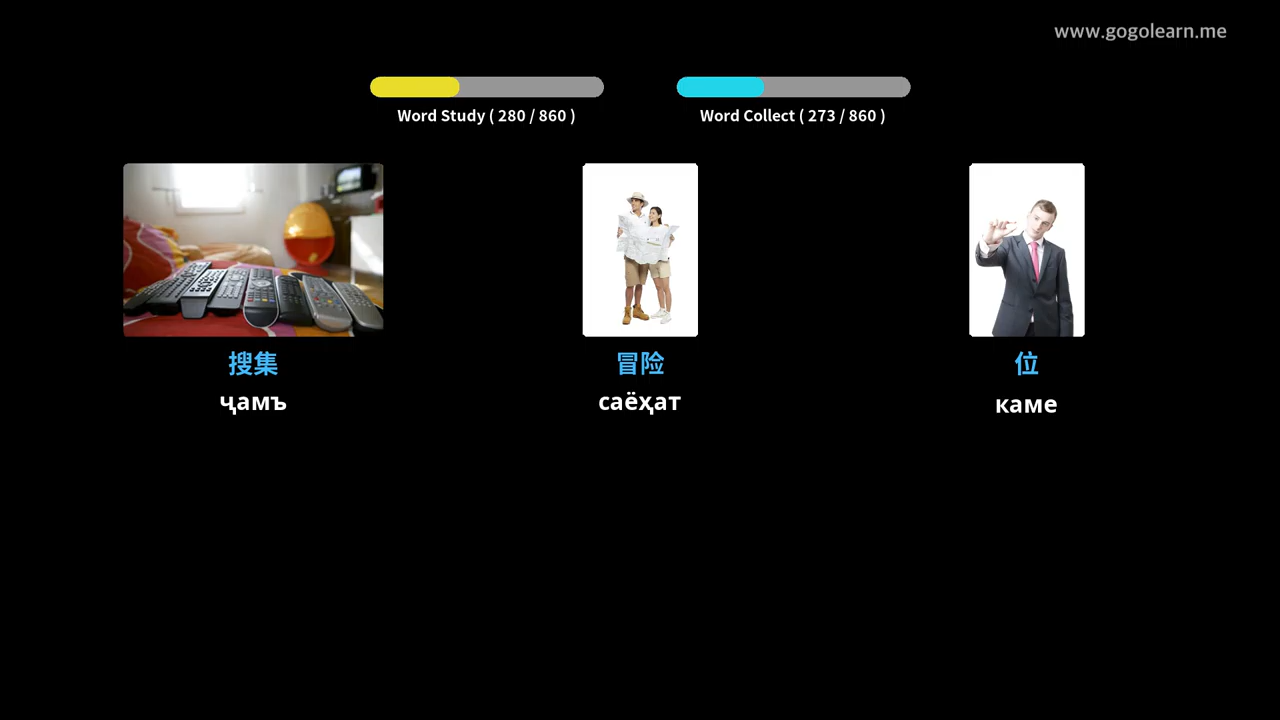 www.gogolearn.me
Word Study ( 280 / 860 )
Word Collect ( 273 / 860 )
搜集
冒险
位
ҷамъ
саёҳат
каме